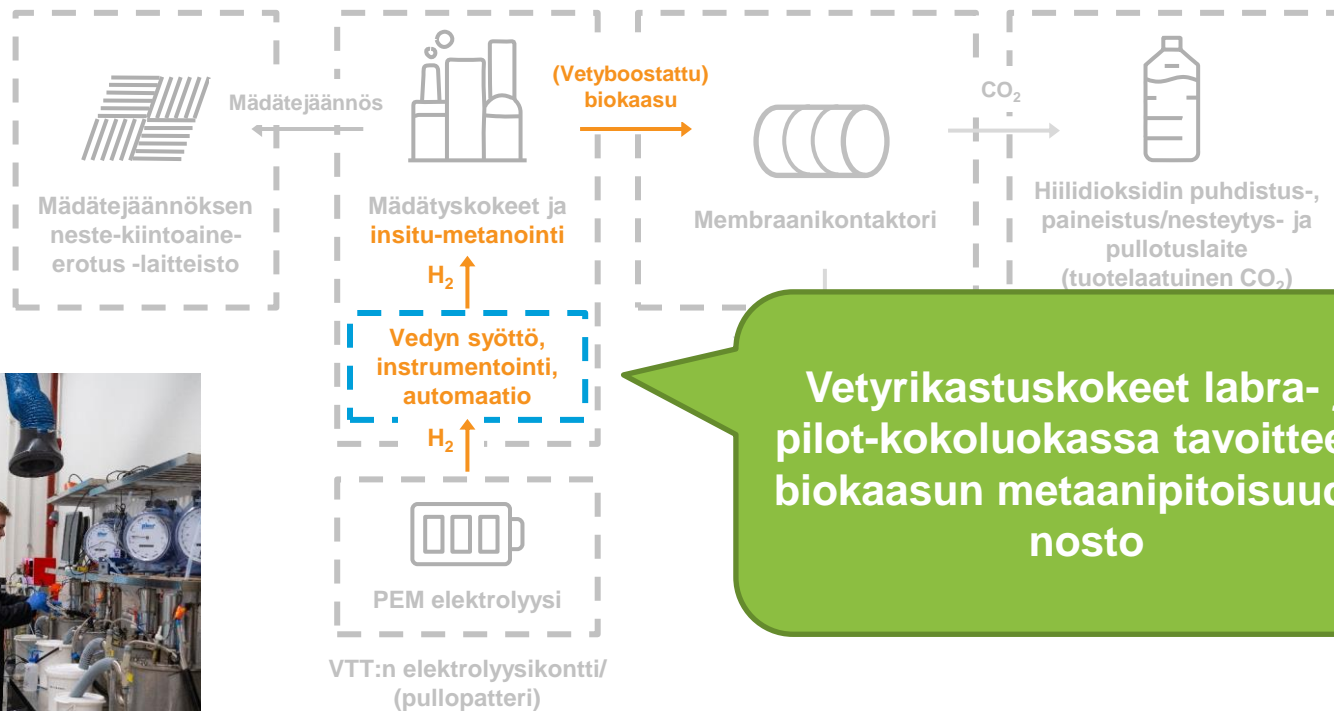 Mädätejäännös
Mädätejäännöksen
neste-kiintoaine-
erotus -laitteisto
Mädätyskokeet ja
insitu-metanointi
H₂
Vedyn syöttö,
instrumentointi,
automaatio
H₂
PEM elektrolyysi
VTT:n elektrolyysikontti/
(pullopatteri)
(Vetyboostattu)
biokaasu
Membraanikontaktori
CO₂
Hiilidioksidin puhdistus-,
paineistus/nesteytys- ja
pullotuslaite
(tuotelaatuinen CO₂)
Vetyrikastuskokeet labra-
pilot-kokoluokassa
biokaasun
nosto